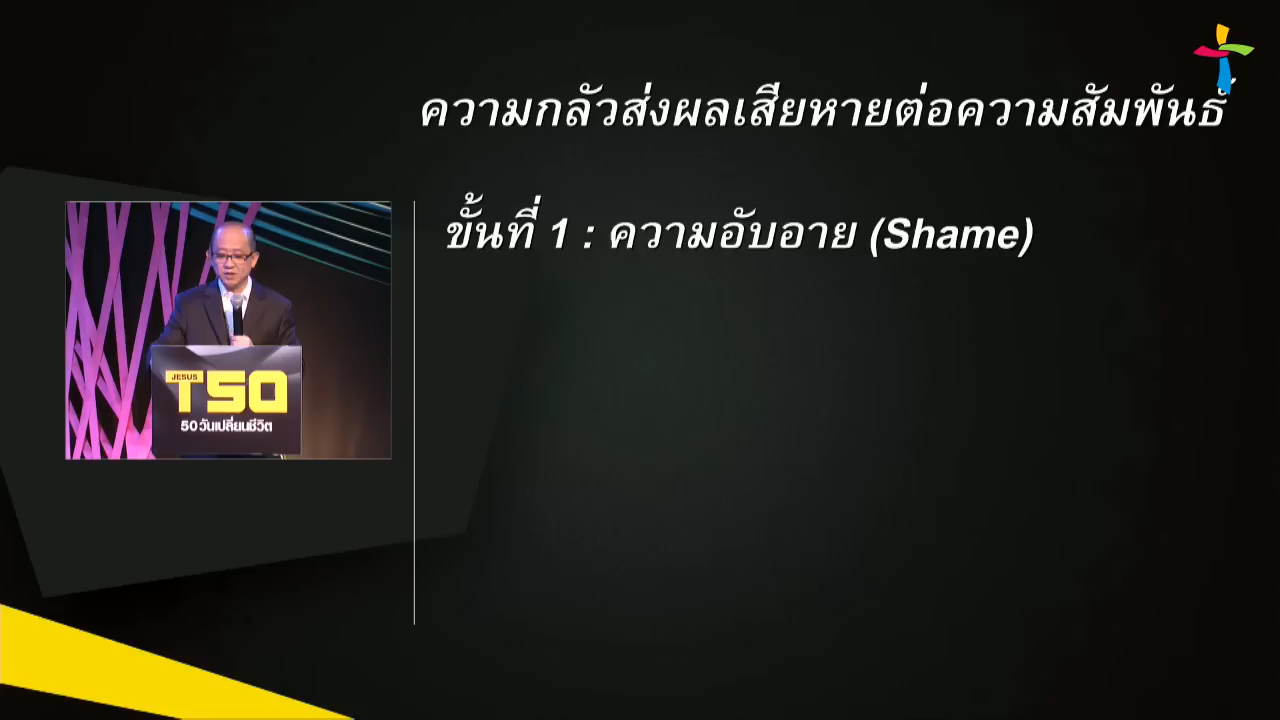 ความกลัวส่งผลเสียหายต่อความสัมพันธ์
ขั้นที่ 1 : ความอับอาย (Shame)
JESUS
T50
50 วันเปลี่ยนชีวิต